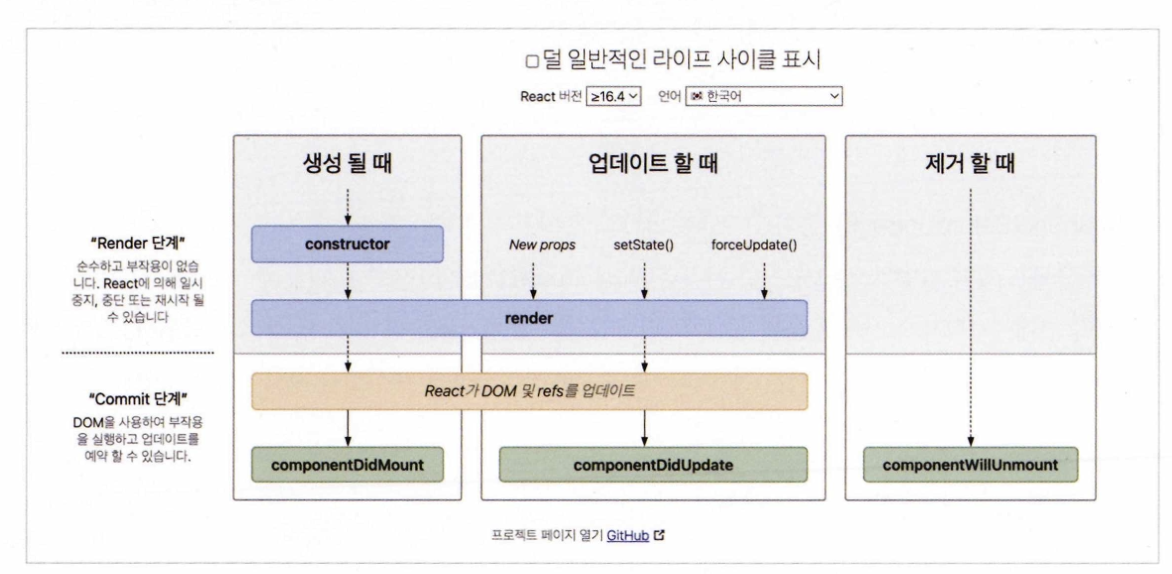 덜 일반적인 라이프 사이클 표시
React 버전 ≥16.4 언어 🇰🇷 한국어
생성 될 때
업데이트 할 때
제거 할 때
"Render 단계"
순수하고 부작용이 없습
니다. React에 의해 일시
중지, 중단 또는 재시작 될
수 있습니다
constructor
New props setState() forceUpdate()
render
"Commit 단계"
DOM을 사용하여 부작용
을 실행하고 업데이트를
예약 할 수 있습니다.
React가 DOM 및 refs를 업데이트
componentDidMount
componentDidUpdate
componentWillUnmount
프로젝트 페이지 열기 GitHub